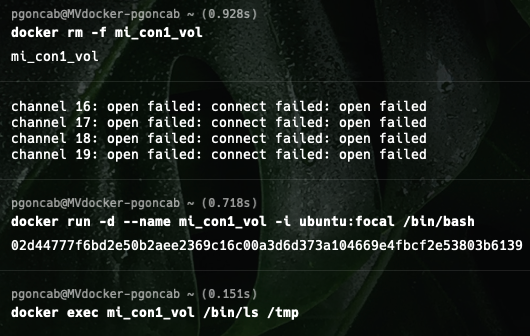 pgoncab@MVdocker-pgoncab ~ (0.928s)
docker rm -f mi_con1_vol
mi_con1_vol
channel 16: open failed: connect failed: open failed
channel 17: open failed: connect failed: open failed
channel 18: open failed: connect failed: open failed
channel 19: open failed: connect failed: open failed
pgoncab@MVdocker-pgoncab ~ (0.718s)
docker run -d --name mi_con1_vol -i ubuntu:focal /bin/bash
02d44777f6bd2e50b2aee2369c16c00a3d6d373a104669e4fbcf2e53803b6139
pgoncab@MVdocker-pgoncab ~ (0.151s)
docker exec mi_con1_vol /bin/ls /tmp